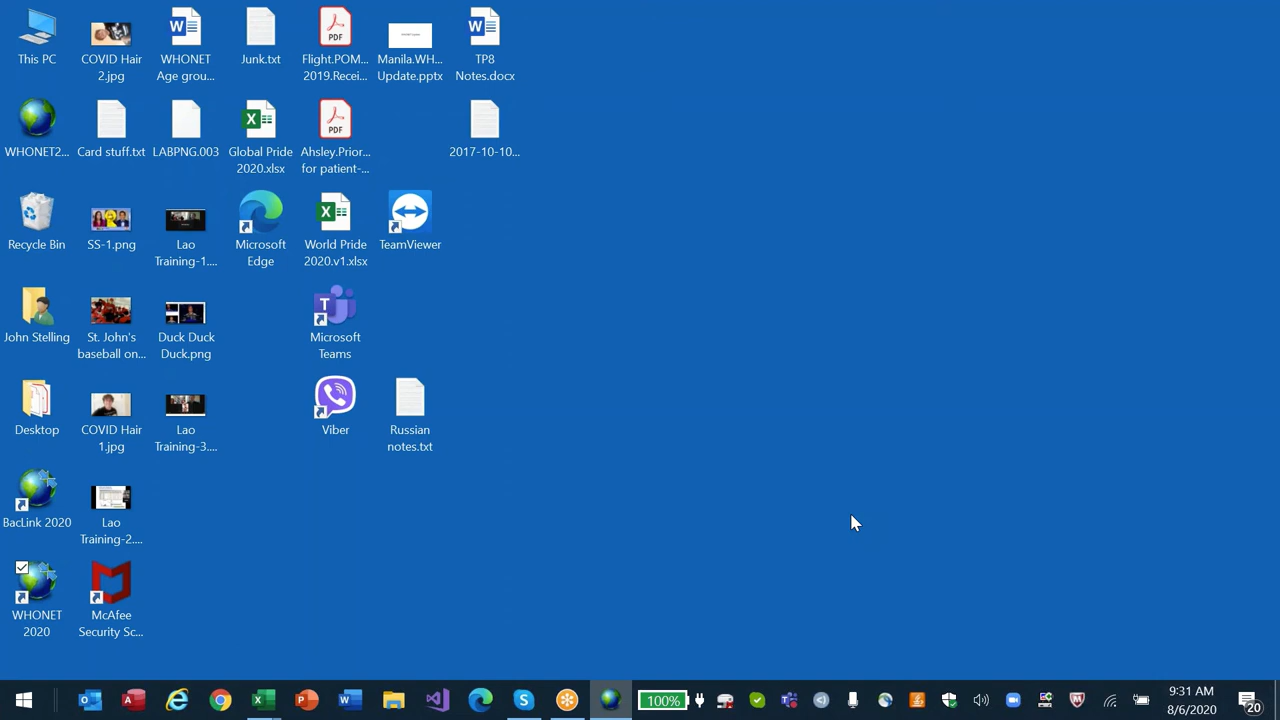 This PC
COVID Hair
2.jpg
WHONET
Age grou...
Junk.txt
Flight.POM...
2019.Recei...
Manila.WH...
Update.pptx
TP8
Notes.docx
WHONET2...
Card stuff.txt
LABPNG.003
Global Pride
2020.xlsx
Ahsley.Prior...
for patient-...
2017-10-10...
Recycle Bin
SS-1.png
Lao
Training-1....
Microsoft
Edge
World Pride
2020.v1.xlsx
TeamViewer
John Stelling
St. John's
baseball on...
Duck Duck
Duck.png
Microsoft
Teams
Desktop
COVID Hair
1.jpg
Lao
Training-3....
Viber
Russian
notes.txt
BacLink 2020
Lao
Training-2....
WHONET
2020
McAfee
Security Sc...
100%
9:31 AM
8/6/2020
20